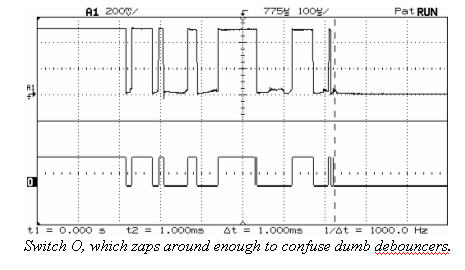 A1 200mV/ 775µs 100µs/ Pat RUN
A1
0
t1 = 0.000 s t2 = 1.000ms Δt = 1.000ms 1/Δt = 1000.0 Hz
Switch O, which zaps around enough to confuse dumb debouncers.